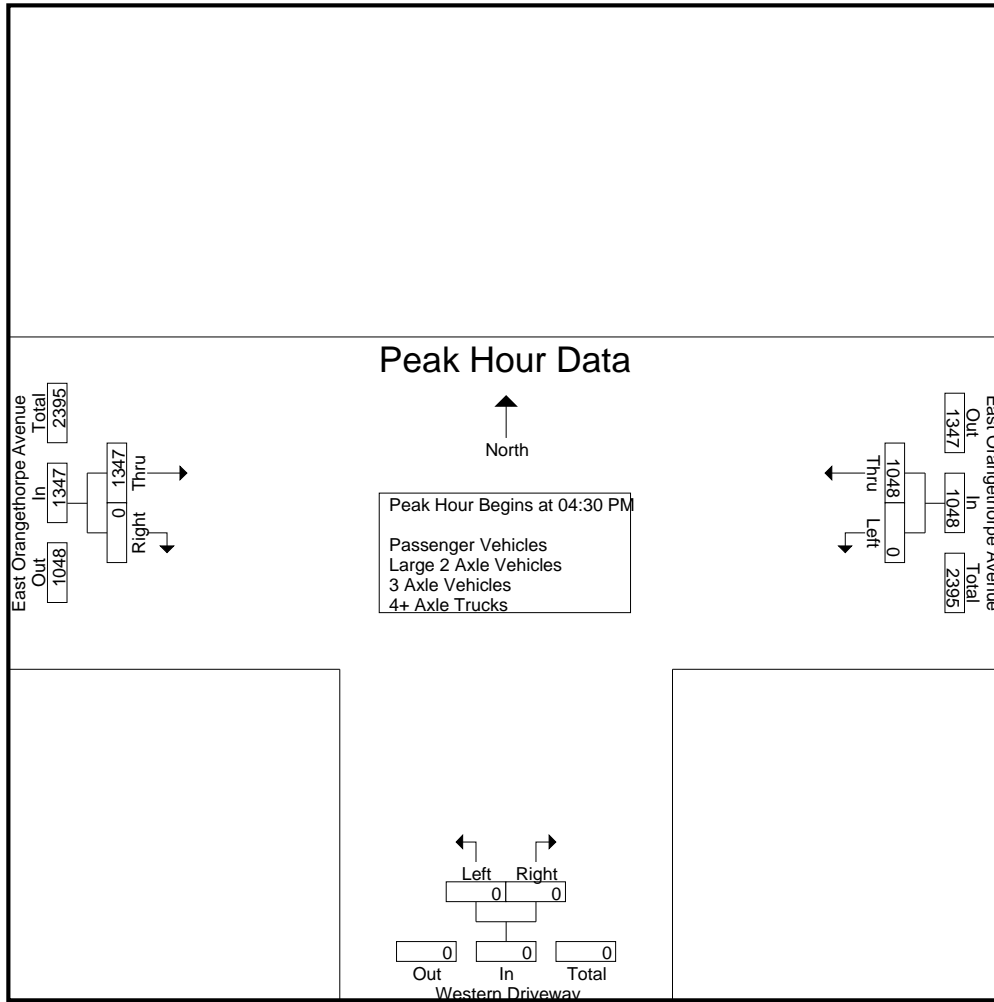 Peak Hour Data
North
Peak Hour Begins at 04:30 PM
Passenger Vehicles
Large 2 Axle Vehicles
3 Axle Vehicles
4+ Axle Trucks
East Orangethorpe Avenue
Out In Total
1048 1347 2395
Right Thru
0 1347
East Orangethorpe Avenue
Out In Total
1347 1048 2395
Thru Left
1048 0
Left Right
0 0
0 0 0
Out In Total
Western Driveway